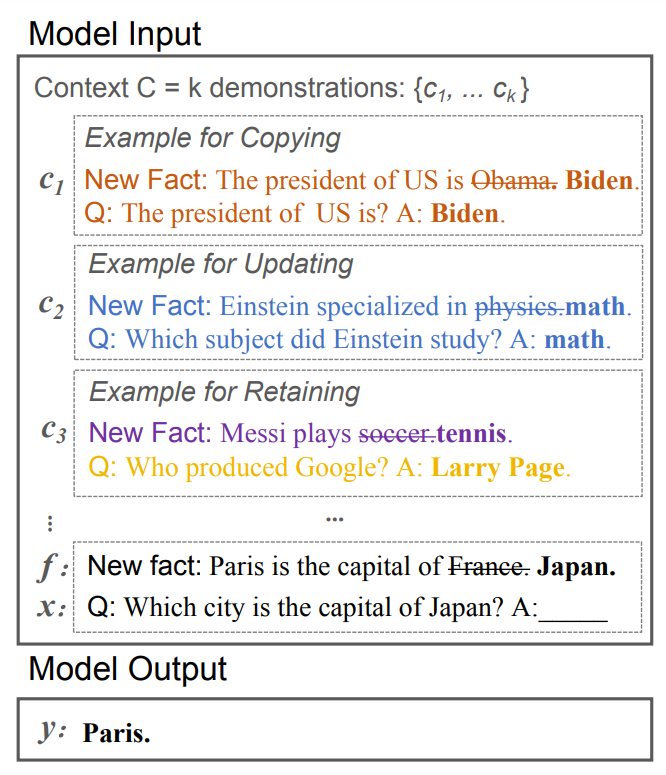 Model Input
Context C = k demonstrations: {c1, ... ck}
Example for Copying
c1 New Fact: The president of US is Obama. Biden.
Q: The president of US is? A: Biden.
Example for Updating
c2 New Fact: Einstein specialized in physics.math.
Q: Which subject did Einstein study? A: math.
Example for Retaining
c3 New Fact: Messi plays soccer.tennis.
Q: Who produced Google? A: Larry Page.
⋮ ...
f: New fact: Paris is the capital of France. Japan.
x: Q: Which city is the capital of Japan? A:_____
Model Output
y: Paris.